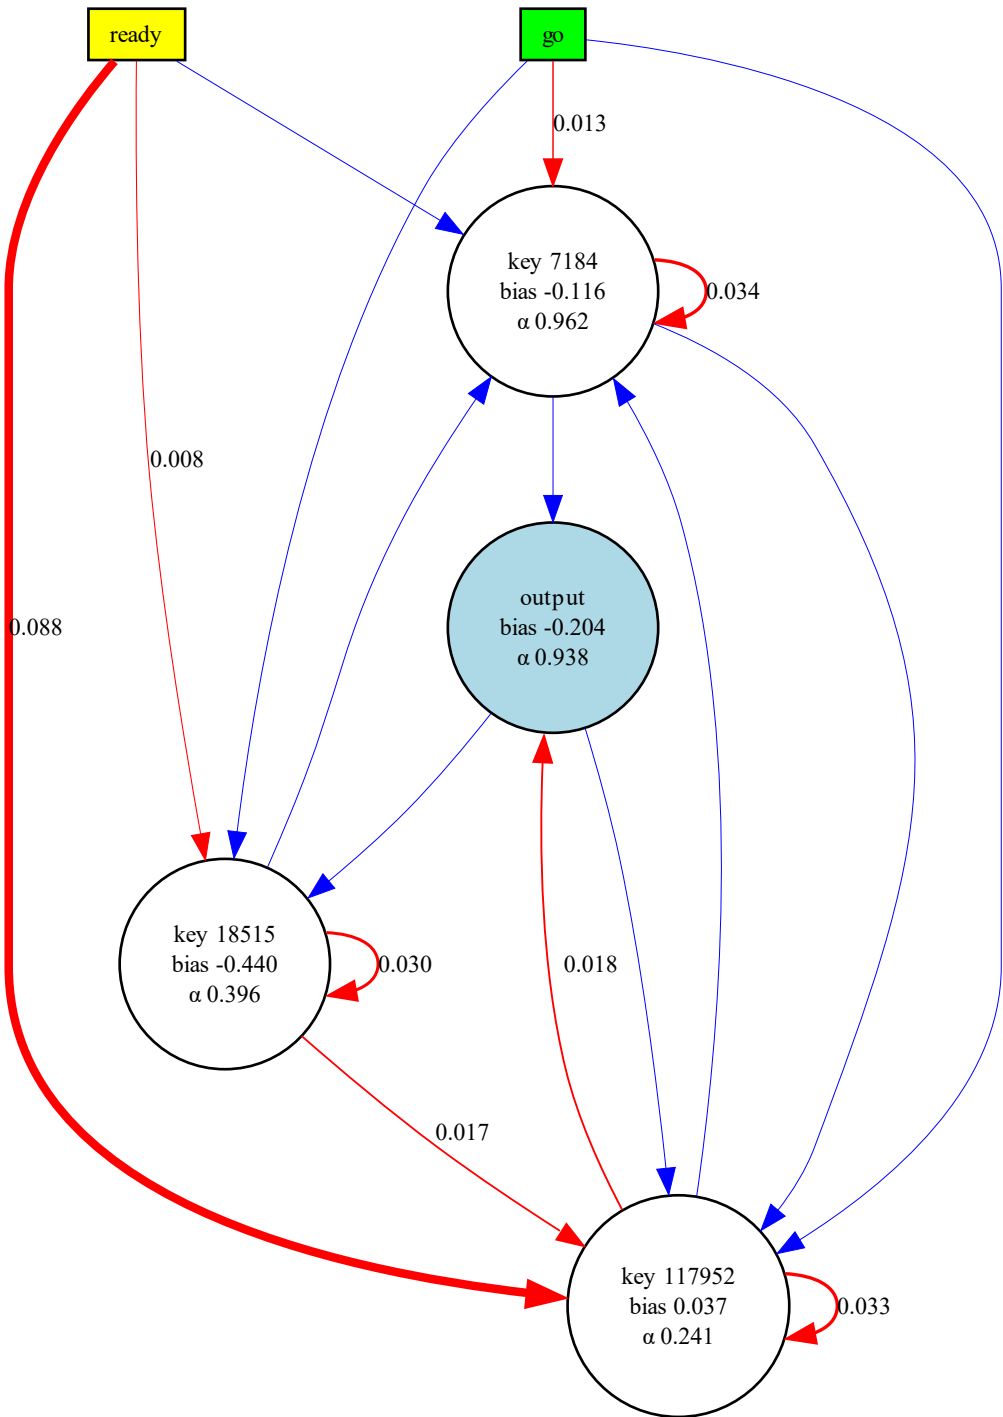 ready
go
0.013
key 7184
bias -0.116
α 0.962
0.034
0.008
output
bias -0.204
α 0.938
0.088
key 18515
bias -0.440
α 0.396
0.030
0.018
0.017
key 117952
bias 0.037
α 0.241
0.033